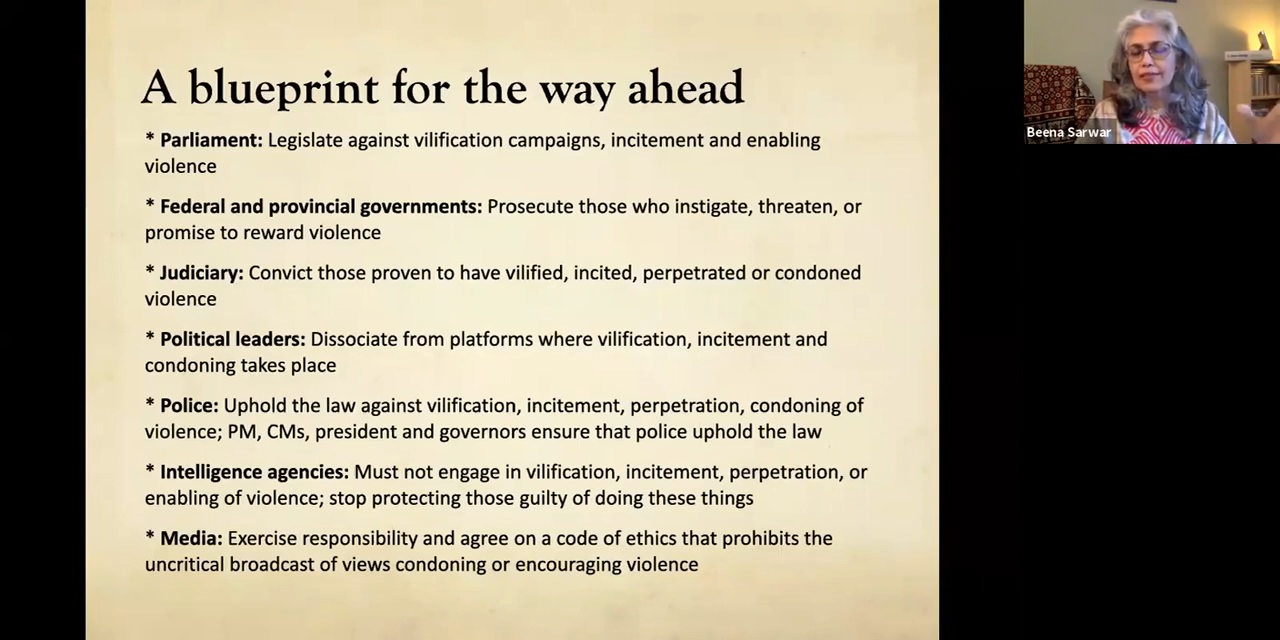 A blueprint for the way ahead
* Parliament: Legislate against vilification campaigns, incitement and enabling
violence
* Federal and provincial governments: Prosecute those who instigate, threaten, or
promise to reward violence
* Judiciary: Convict those proven to have vilified, incited, perpetrated or condoned
violence
* Political leaders: Dissociate from platforms where vilification, incitement and
condoning takes place
* Police: Uphold the law against vilification, incitement, perpetration, condoning of
violence; PM, CMs, president and governors ensure that police uphold the law
* Intelligence agencies: Must not engage in vilification, incitement, perpetration, or
enabling of violence; stop protecting those guilty of doing these things
* Media: Exercise responsibility and agree on a code of ethics that prohibits the
uncritical broadcast of views condoning or encouraging violence
Beena Sarwar